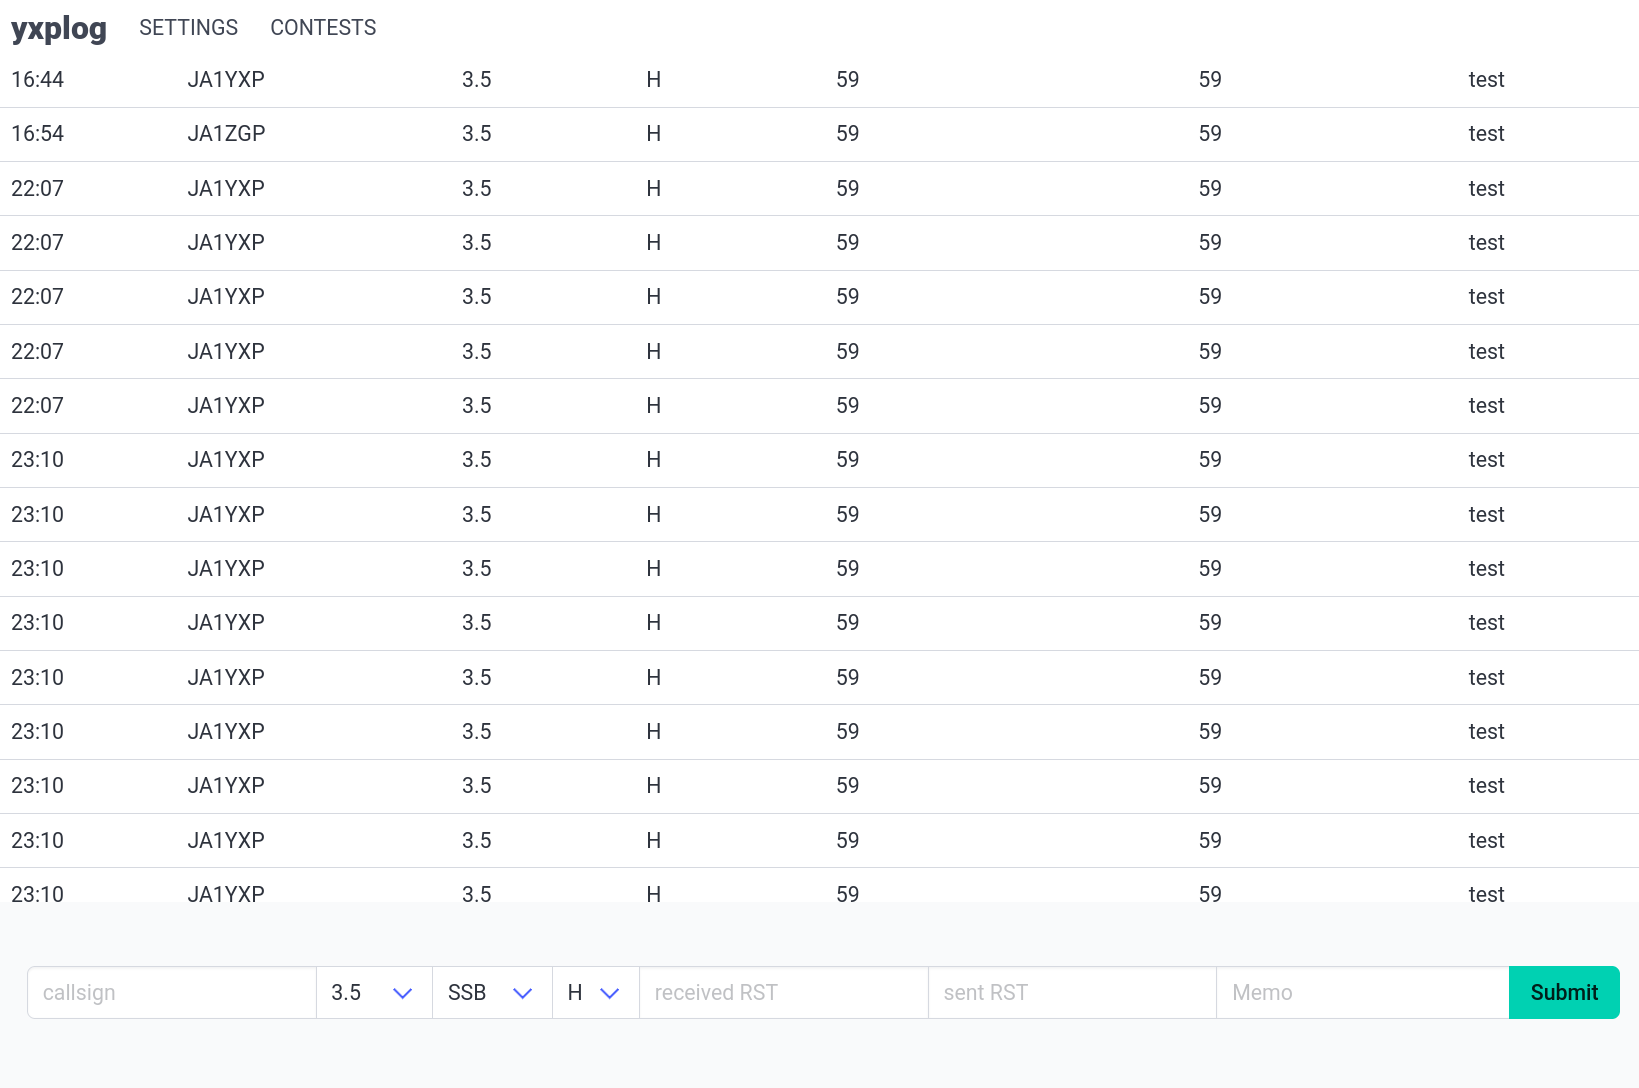 yxplog SETTINGS CONTESTS
16:44 JA1YXP 3.5 H 59 59 test
16:54 JA1ZGP 3.5 H 59 59 test
22:07 JA1YXP 3.5 H 59 59 test
22:07 JA1YXP 3.5 H 59 59 test
22:07 JA1YXP 3.5 H 59 59 test
22:07 JA1YXP 3.5 H 59 59 test
22:07 JA1YXP 3.5 H 59 59 test
23:10 JA1YXP 3.5 H 59 59 test
23:10 JA1YXP 3.5 H 59 59 test
23:10 JA1YXP 3.5 H 59 59 test
23:10 JA1YXP 3.5 H 59 59 test
23:10 JA1YXP 3.5 H 59 59 test
23:10 JA1YXP 3.5 H 59 59 test
23:10 JA1YXP 3.5 H 59 59 test
23:10 JA1YXP 3.5 H 59 59 test
23:10 JA1YXP 3.5 H 59 59 test
callsign 3.5 SSB H received RST sent RST Memo Submit